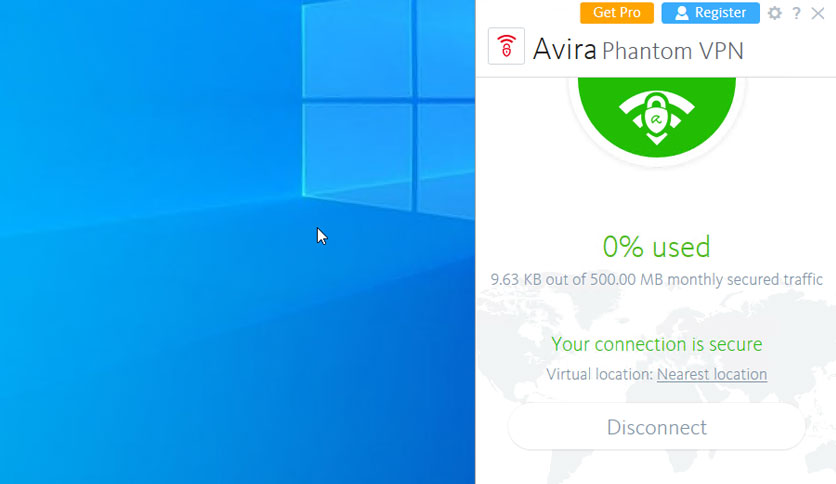 Get Pro
Register
?
Avira Phantom VPN
0% used
9.63 KB out of 500.00 MB monthly secured traffic
Your connection is secure
Virtual location: Nearest location
Disconnect